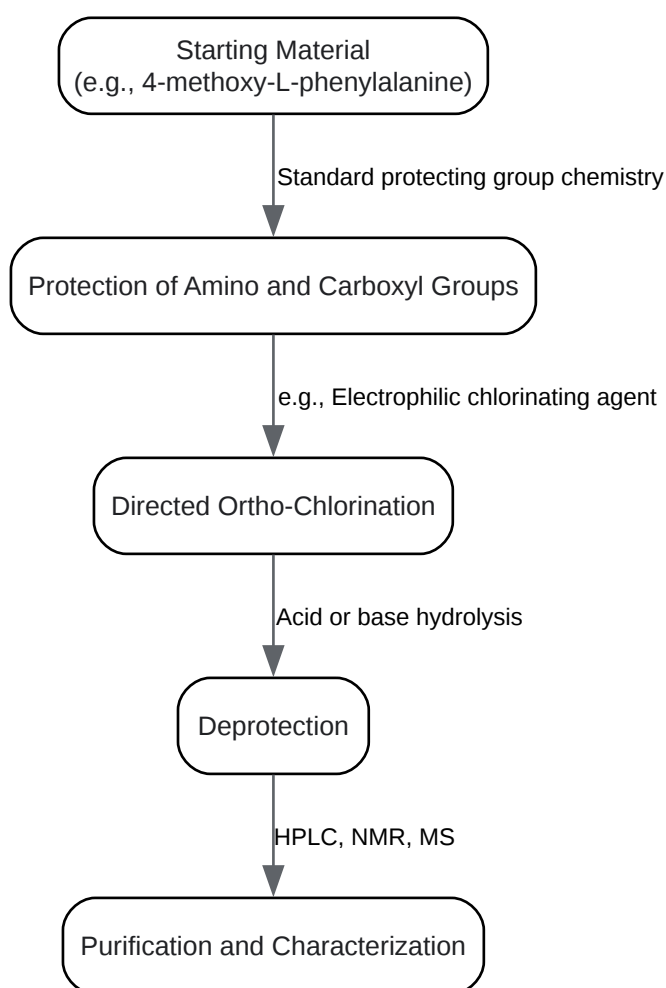 Starting Material
(e.g., 4-methoxy-L-phenylalanine)
Standard protecting group chemistry
Protection of Amino and Carboxyl Groups
e.g., Electrophilic chlorinating agent
Directed Ortho-Chlorination
Acid or base hydrolysis
Deprotection
HPLC, NMR, MS
Purification and Characterization